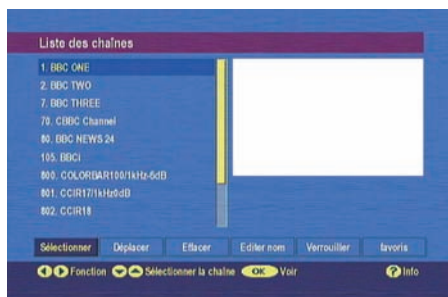 Liste des chaînes
1. BBC ONE
2. BBC TWO
7. BBC THREE
70. CBBC Channel
80. BBC NEWS 24
105. BBCi
800. COLORBAR100/1kHz-6dB
801. CCIR17/1kHz0dB
802. CCIR18
Sélectionner Déplacer Effacer Editer nom Verrouiller favoris
Fonction Sélectionner la chaîne OK Voir ? Info